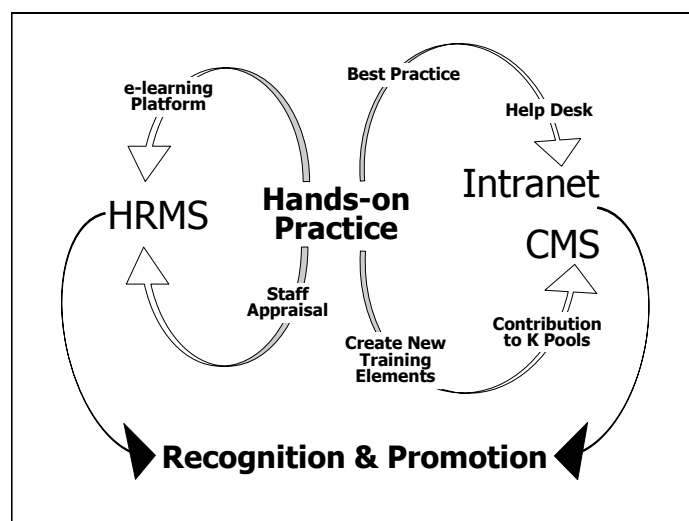 e-learning
Platform
Best Practice
Help Desk
Hands-on
Practice
Intranet
HRMS
CMS
Staff
Appraisal
Create New
Training
Elements
Contribution
to K Pools
Recognition & Promotion